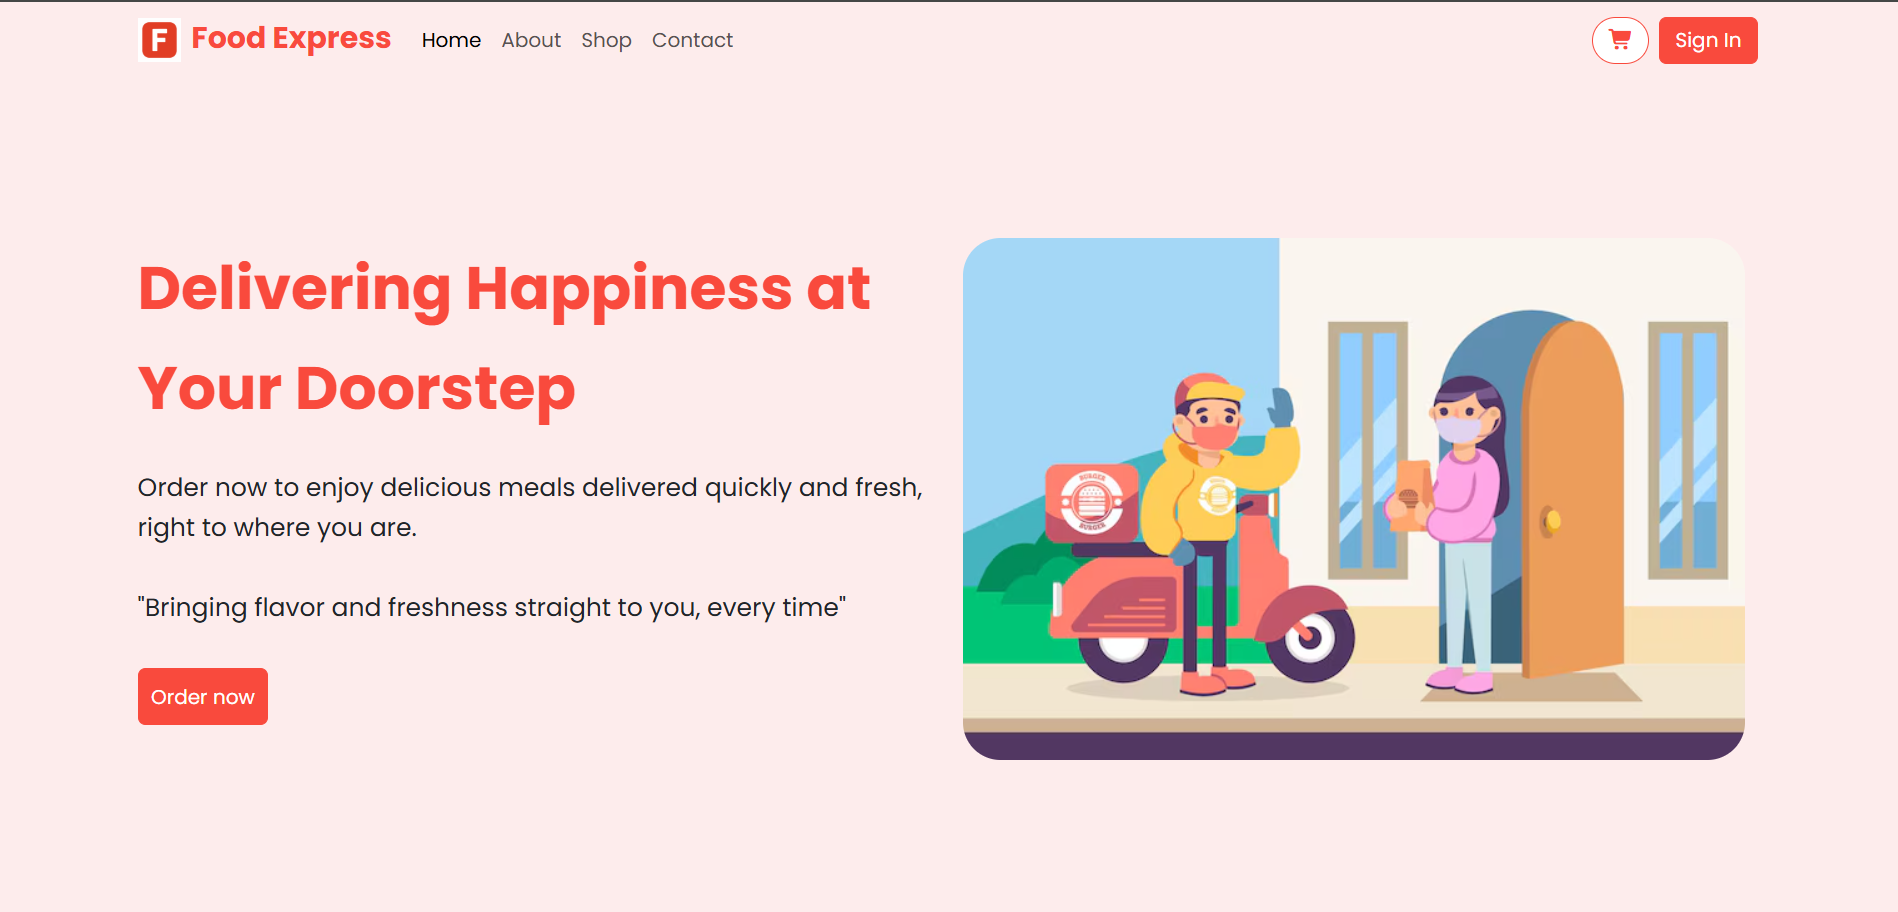 F Food Express Home About Shop Contact Sign In
Delivering Happiness at
Your Doorstep
Order now to enjoy delicious meals delivered quickly and fresh,
right to where you are.
"Bringing flavor and freshness straight to you, every time"
Order now
BURGER
BURGER